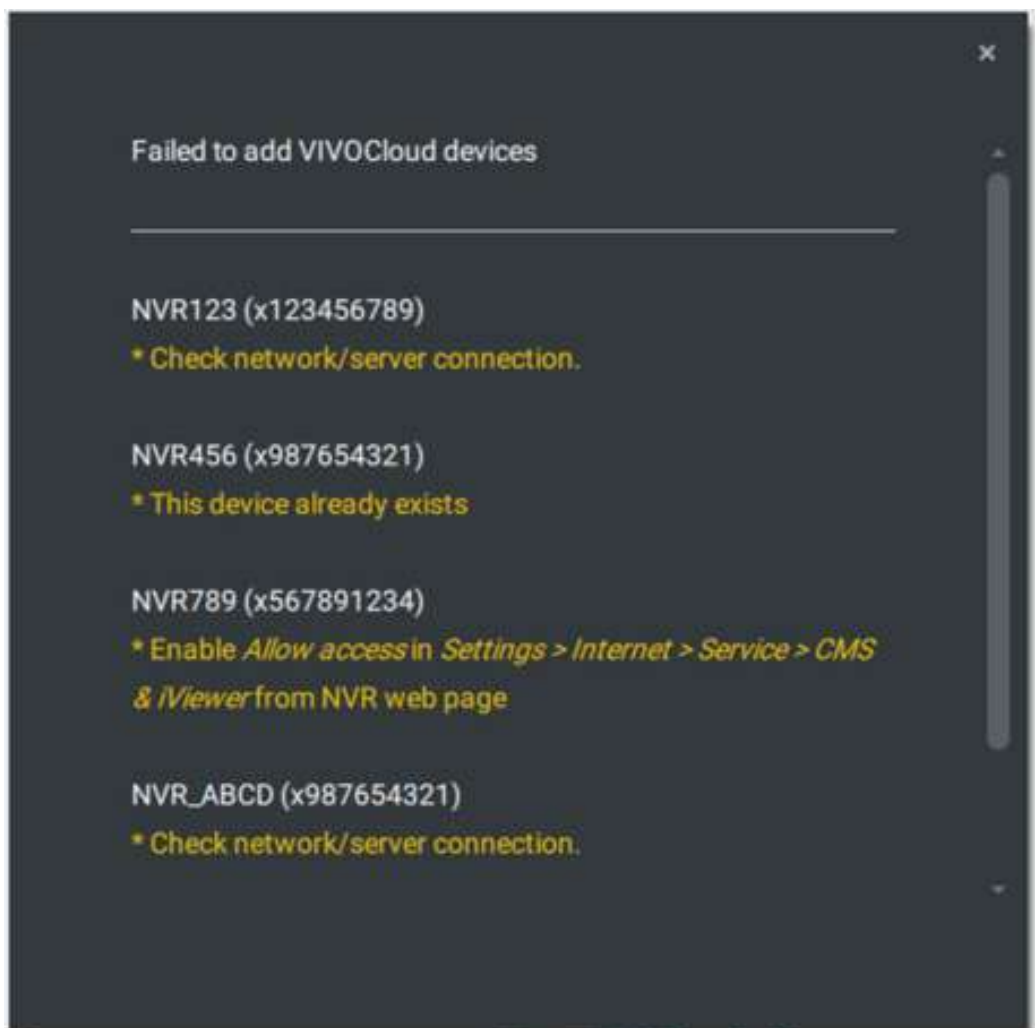 Failed to add VIVOCloud devices
NVR123 (x123456789)
* Check network/server connection.
NVR456 (x987654321)
* This device already exists
NVR789 (x567891234)
* Enable Allow access in Settings > Internet > Service > CMS
& iViewer from NVR web page
NVR_ABCD (x987654321)
* Check network/server connection.